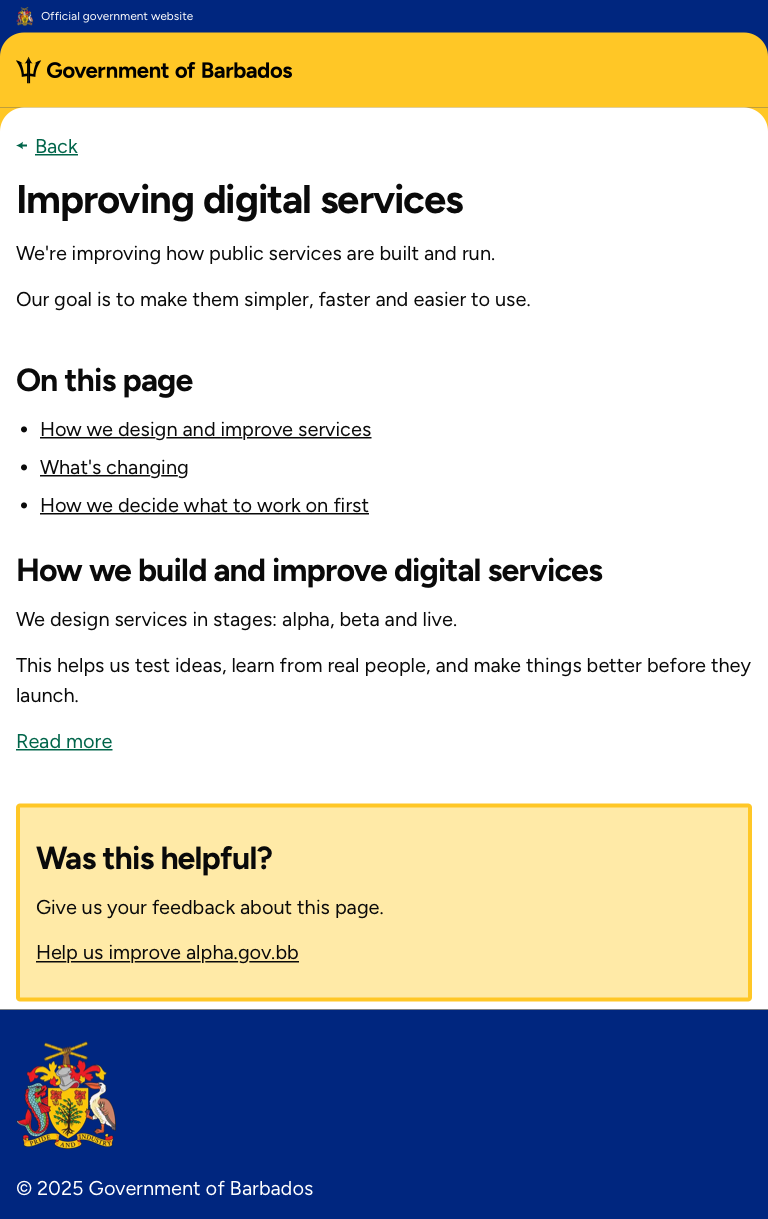 Official government website
Government of Barbados
Back
Improving digital services
We're improving how public services are built and run.
Our goal is to make them simpler, faster and easier to use.
On this page
How we design and improve services
What's changing
How we decide what to work on first
How we build and improve digital services
We design services in stages: alpha, beta and live.
This helps us test ideas, learn from real people, and make things better before they
launch.
Read more
Was this helpful?
Give us your feedback about this page.
Help us improve alpha.gov.bb
PRIDE AND INDUSTRY
© 2025 Government of Barbados